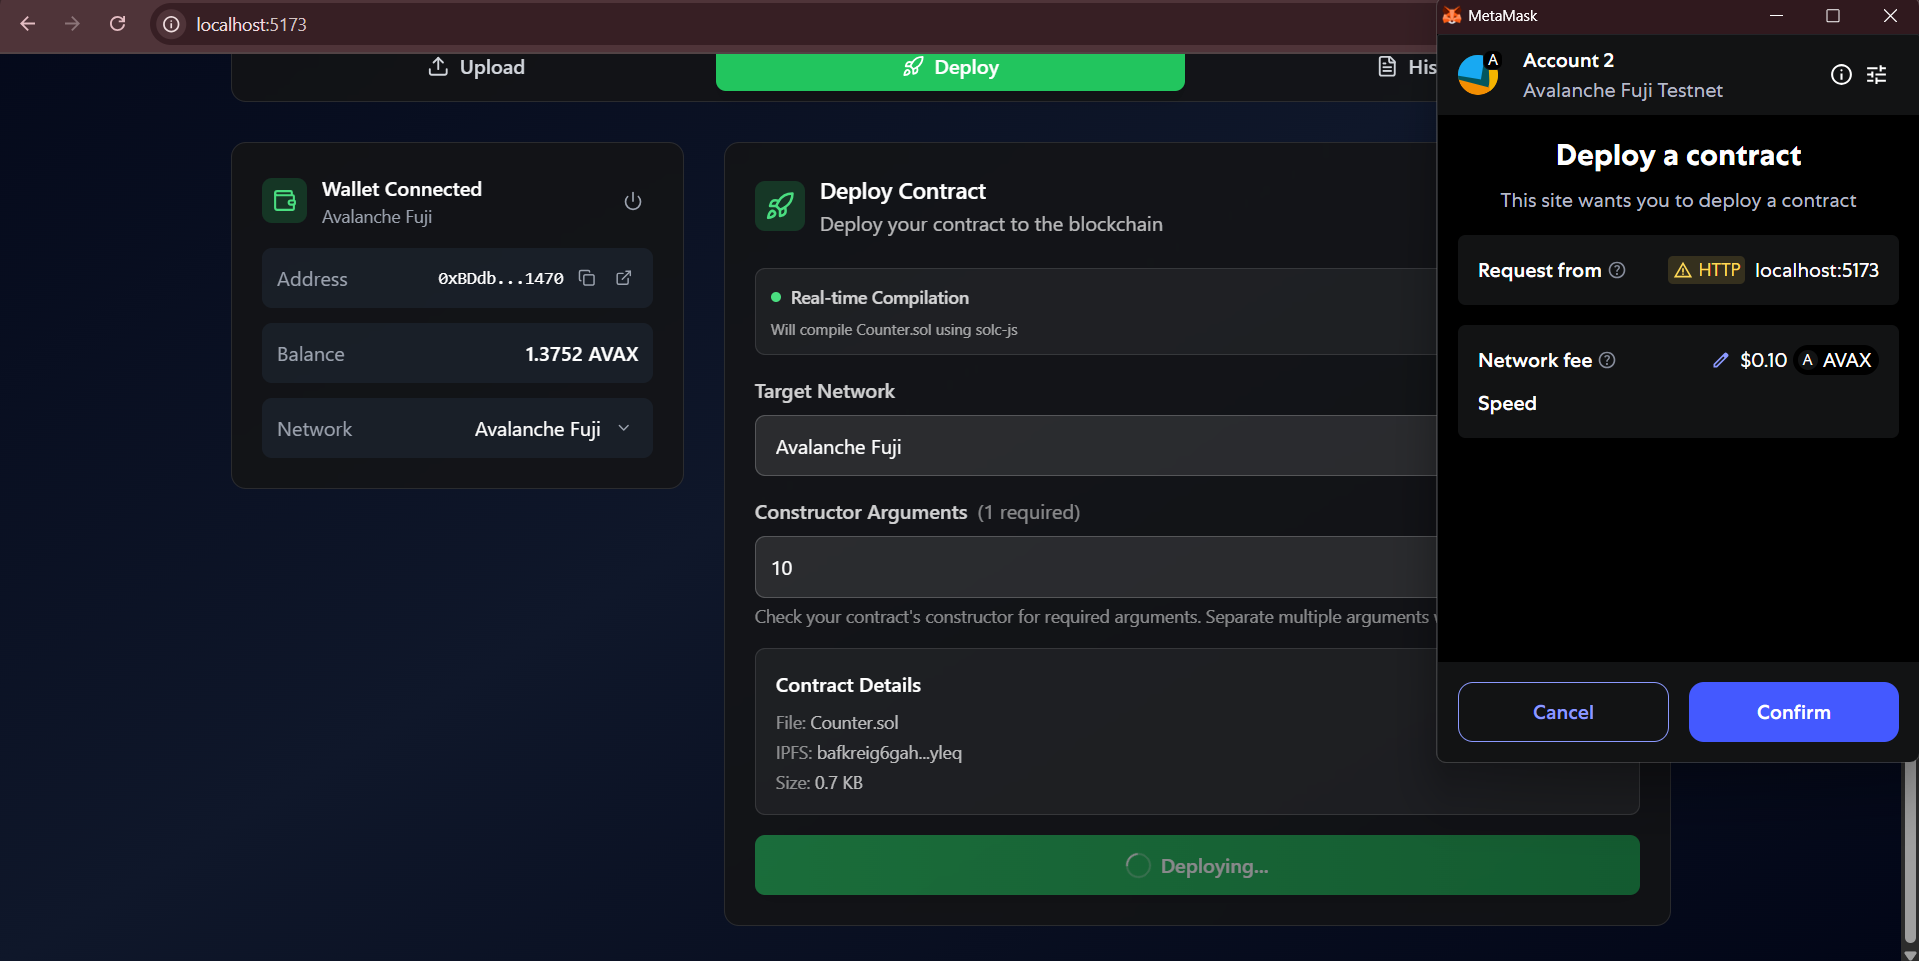 localhost:5173
Upload
Deploy
His
Wallet Connected
Avalanche Fuji
Address
0xBDdb...1470
Balance
1.3752 AVAX
Network
Avalanche Fuji
Deploy Contract
Deploy your contract to the blockchain
Real-time Compilation
Will compile Counter.sol using solc-js
Target Network
Avalanche Fuji
Constructor Arguments (1 required)
10
Check your contract's constructor for required arguments. Separate multiple arguments
Contract Details
File: Counter.sol
IPFS: bafkreig6gah...yleq
Size: 0.7 KB
Deploying...
MetaMask
A
Account 2
Avalanche Fuji Testnet
Deploy a contract
This site wants you to deploy a contract
Request from
HTTP localhost:5173
Network fee
$0.10 A AVAX
Speed
Cancel
Confirm